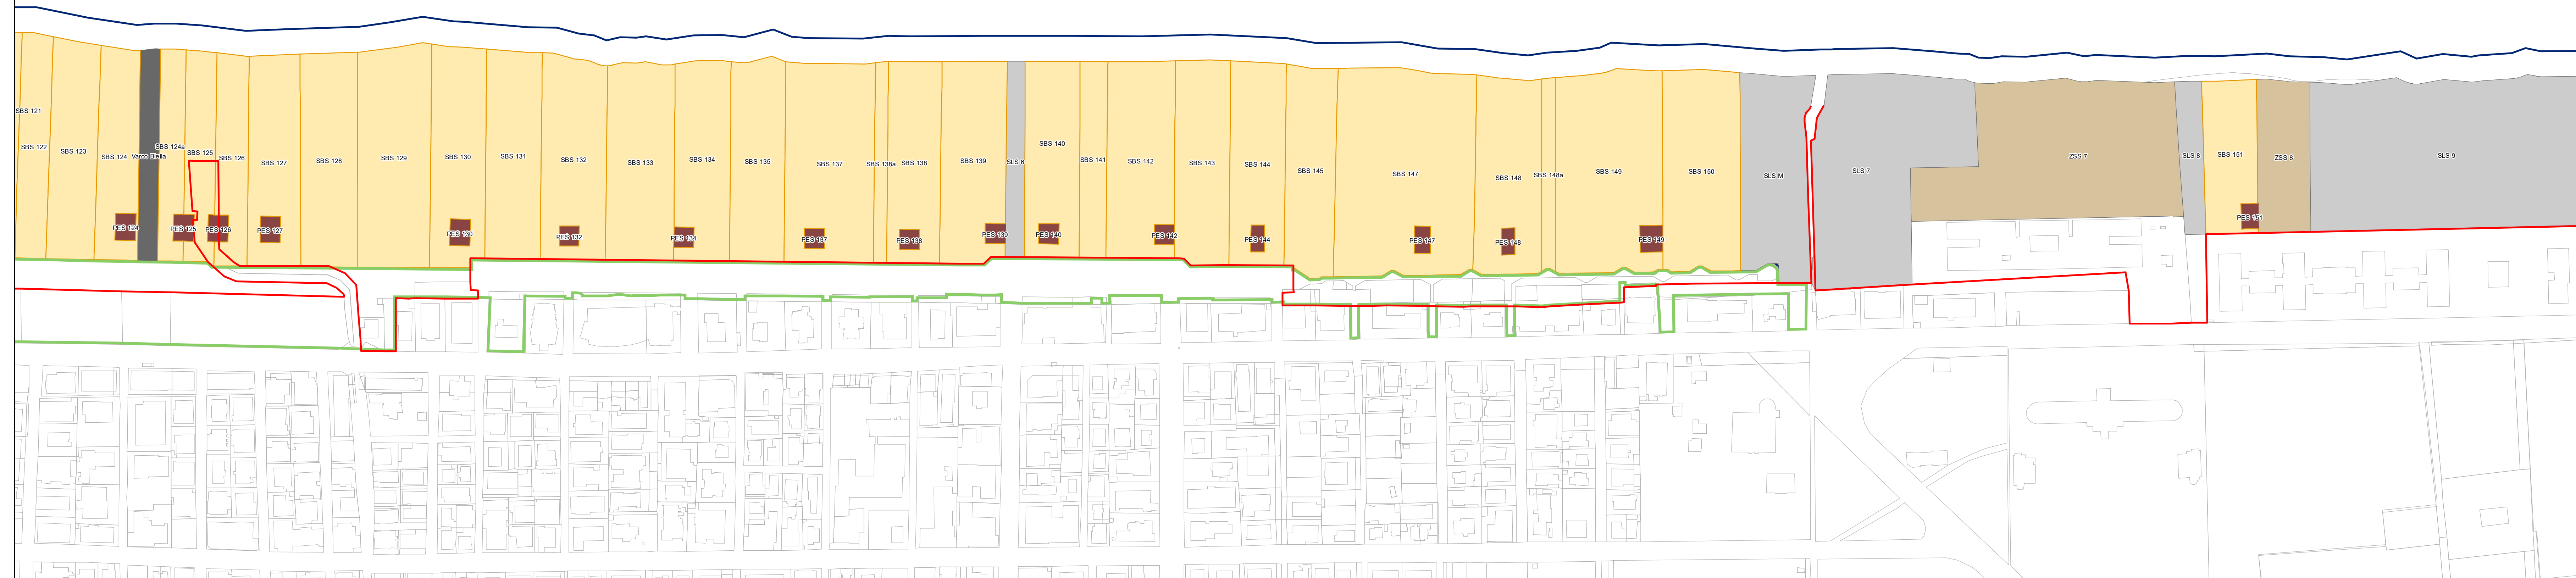 SBS 121
SBS 122
SBS 123
SBS 124
Varco Biella
SBS 124a
SBS 125
SBS 126
SBS 127
SBS 128
SBS 129
SBS 130
SBS 131
SBS 132
SBS 133
SBS 134
SBS 135
SBS 137
SBS 138a
SBS 138
SBS 139
SLS 6
SBS 140
SBS 141
SBS 142
SBS 143
SBS 144
SBS 145
SBS 147
SBS 148
SBS 148a
SBS 149
SBS 150
SLS M
SLS 7
ZSS 7
SLS 8
SBS 151
ZSS 8
SLS 9
PES 124
PES 125
PES 126
PES 127
PES 130
PES 132
PES 134
PES 137
PES 138
PES 139
PES 140
PES 142
PES 144
PES 147
PES 148
PES 149
PES 151